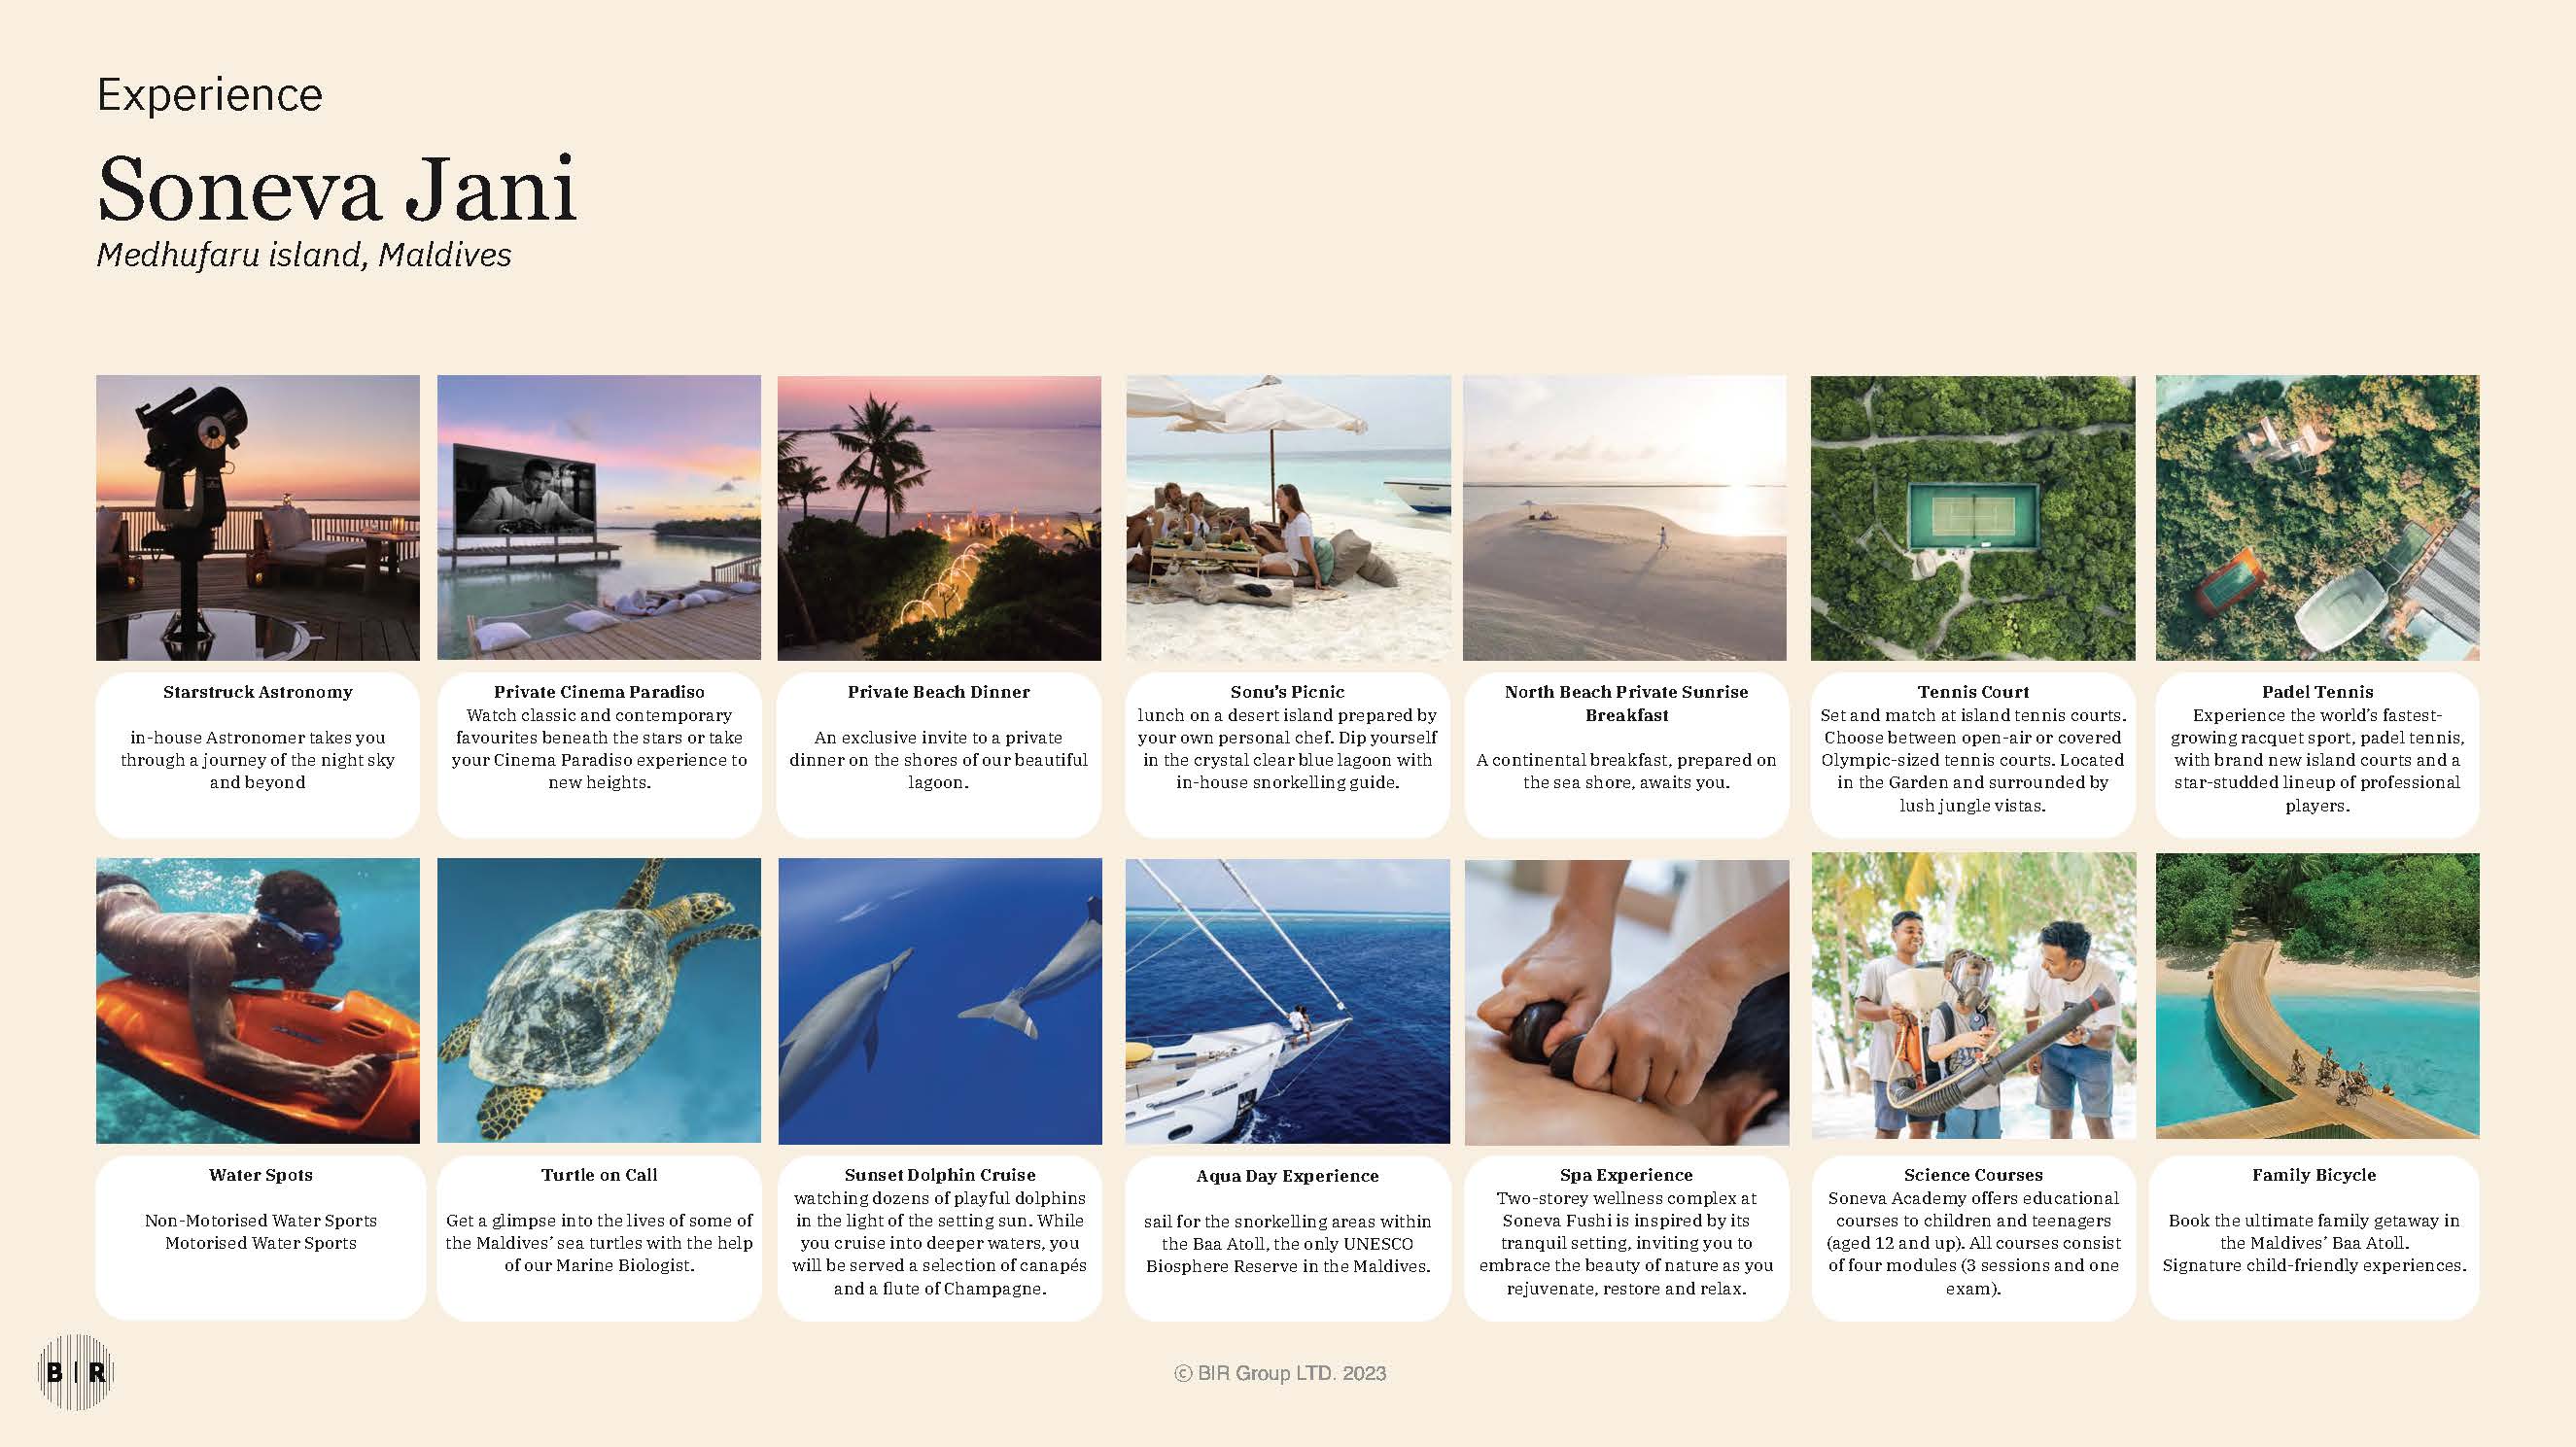 Experience
Soneva Jani
Medhufaru island, Maldives
Starstruck Astronomy
in-house Astronomer takes you
through a journey of the night sky
and beyond
Private Cinema Paradiso
Watch classic and contemporary
favourites beneath the stars or take
your Cinema Paradiso experience to
new heights.
Private Beach Dinner
An exclusive invite to a private
dinner on the shores of our beautiful
lagoon.
Sonu’s Picnic
lunch on a desert island prepared by
your own personal chef. Dip yourself
in the crystal clear blue lagoon with
in-house snorkelling guide.
North Beach Private Sunrise
Breakfast
A continental breakfast, prepared on
the sea shore, awaits you.
Tennis Court
Set and match at island tennis courts.
Choose between open-air or covered
Olympic-sized tennis courts. Located
in the Garden and surrounded by
lush jungle vistas.
Padel Tennis
Experience the world’s fastest-
growing racquet sport, padel tennis,
with brand new island courts and a
star-studded lineup of professional
players.
Water Spots
Non-Motorised Water Sports
Motorised Water Sports
Turtle on Call
Get a glimpse into the lives of some of
the Maldives’ sea turtles with the help
of our Marine Biologist.
Sunset Dolphin Cruise
watching dozens of playful dolphins
in the light of the setting sun. While
you cruise into deeper waters, you
will be served a selection of canapés
and a flute of Champagne.
Aqua Day Experience
sail for the snorkelling areas within
the Baa Atoll, the only UNESCO
Biosphere Reserve in the Maldives.
Spa Experience
Two-storey wellness complex at
Soneva Fushi is inspired by its
tranquil setting, inviting you to
embrace the beauty of nature as you
rejuvenate, restore and relax.
Science Courses
Soneva Academy offers educational
courses to children and teenagers
(aged 12 and up). All courses consist
of four modules (3 sessions and one
exam).
Family Bicycle
Book the ultimate family getaway in
the Maldives’ Baa Atoll.
Signature child-friendly experiences.
B|R
© BIR Group LTD. 2023